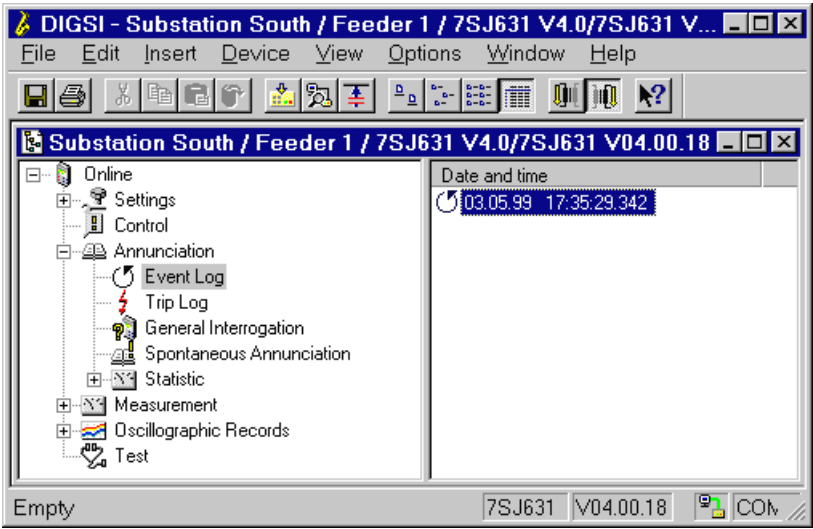 DIGSI - Substation South / Feeder 1 / 7SJ631 V4.0/7SJ631 V...
File Edit Insert Device View Options Window Help
Substation South / Feeder 1 / 7SJ631 V4.0/7SJ631 V04.00.18
Online
Settings
Control
Annunciation
Event Log
Trip Log
General Interrogation
Spontaneous Annunciation
Statistic
Measurement
Oscillographic Records
Test
Date and time
03.05.99 17:35:29.342
Empty 7SJ631 V04.00.18